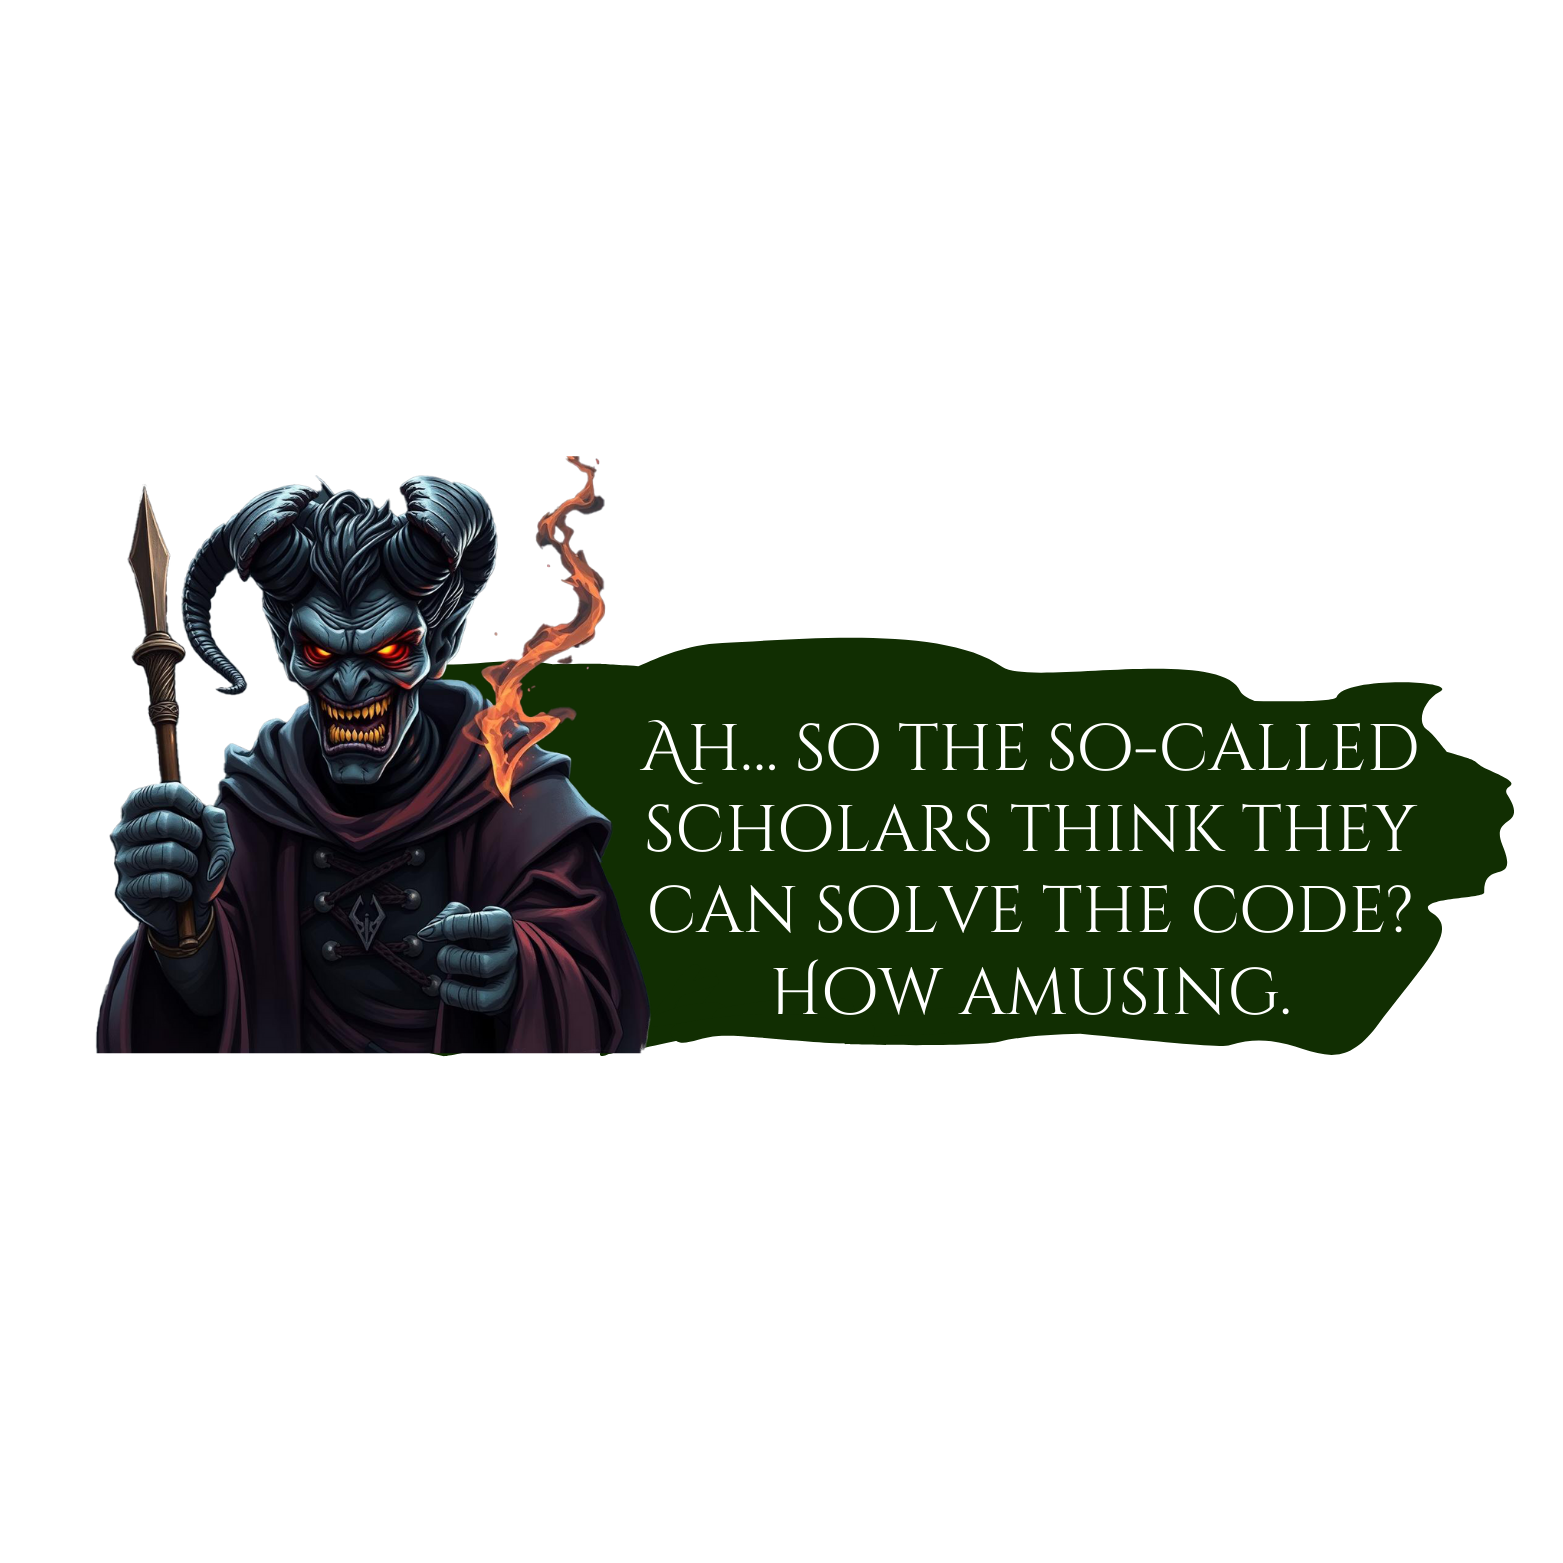 Ah... so the so-called
scholars think they
can solve the code?
How amusing.